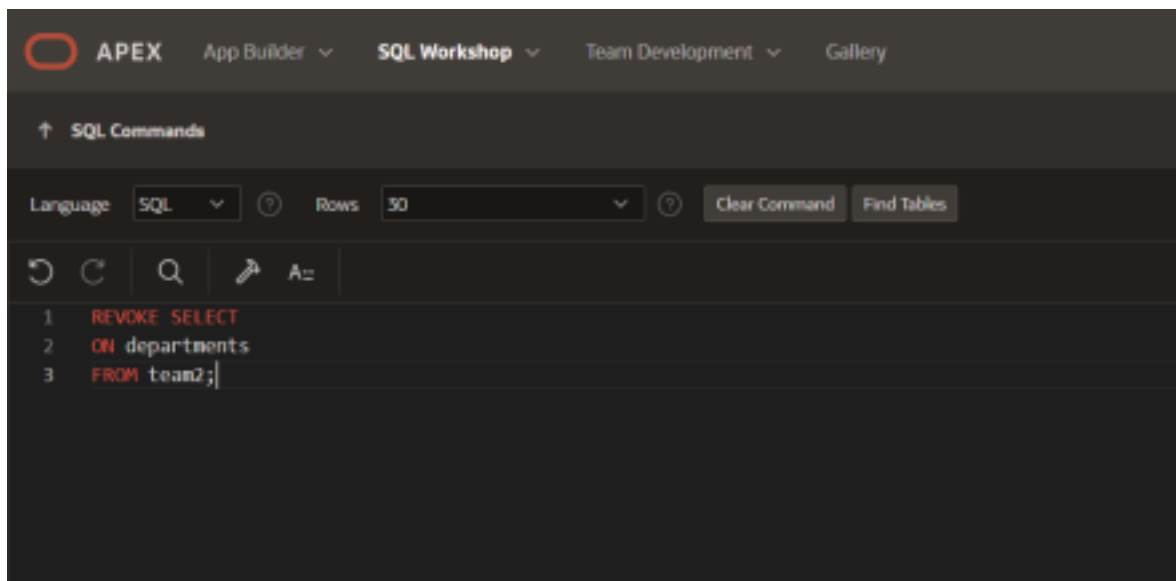 APEX App Builder SQL Workshop Team Development Gallery
SQL Commands
Language SQL Rows 30 Clear Command Find Tables
A
1 REVOKE SELECT
2 ON departments
3 FROM team2;